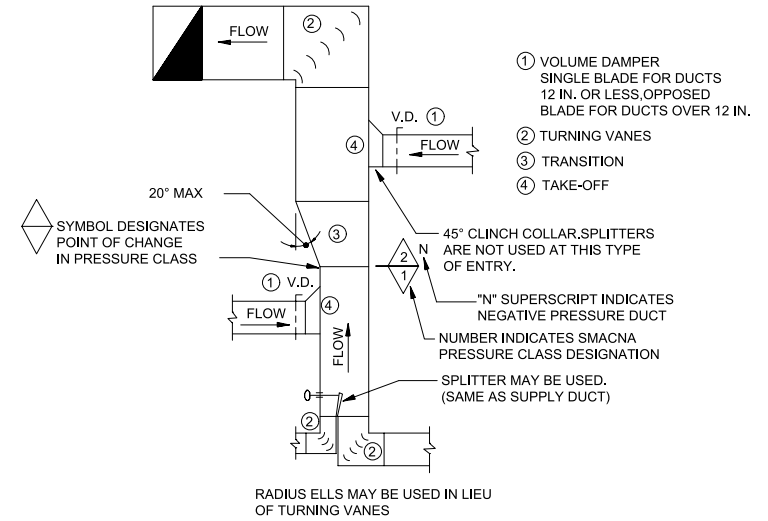 ②
FLOW
① VOLUME DAMPER
SINGLE BLADE FOR DUCTS
12 IN. OR LESS,OPPOSED
BLADE FOR DUCTS OVER 12 IN.
② TURNING VANES
③ TRANSITION
④ TAKE-OFF
V.D. ①
④
FLOW
20° MAX
SYMBOL DESIGNATES
POINT OF CHANGE
IN PRESSURE CLASS
③
45° CLINCH COLLAR.SPLITTERS
ARE NOT USED AT THIS TYPE
OF ENTRY.
2
N
1
① V.D.
④
FLOW
FLOW
"N" SUPERSCRIPT INDICATES
NEGATIVE PRESSURE DUCT
NUMBER INDICATES SMACNA
PRESSURE CLASS DESIGNATION
SPLITTER MAY BE USED.
(SAME AS SUPPLY DUCT)
②
②
RADIUS ELLS MAY BE USED IN LIEU
OF TURNING VANES